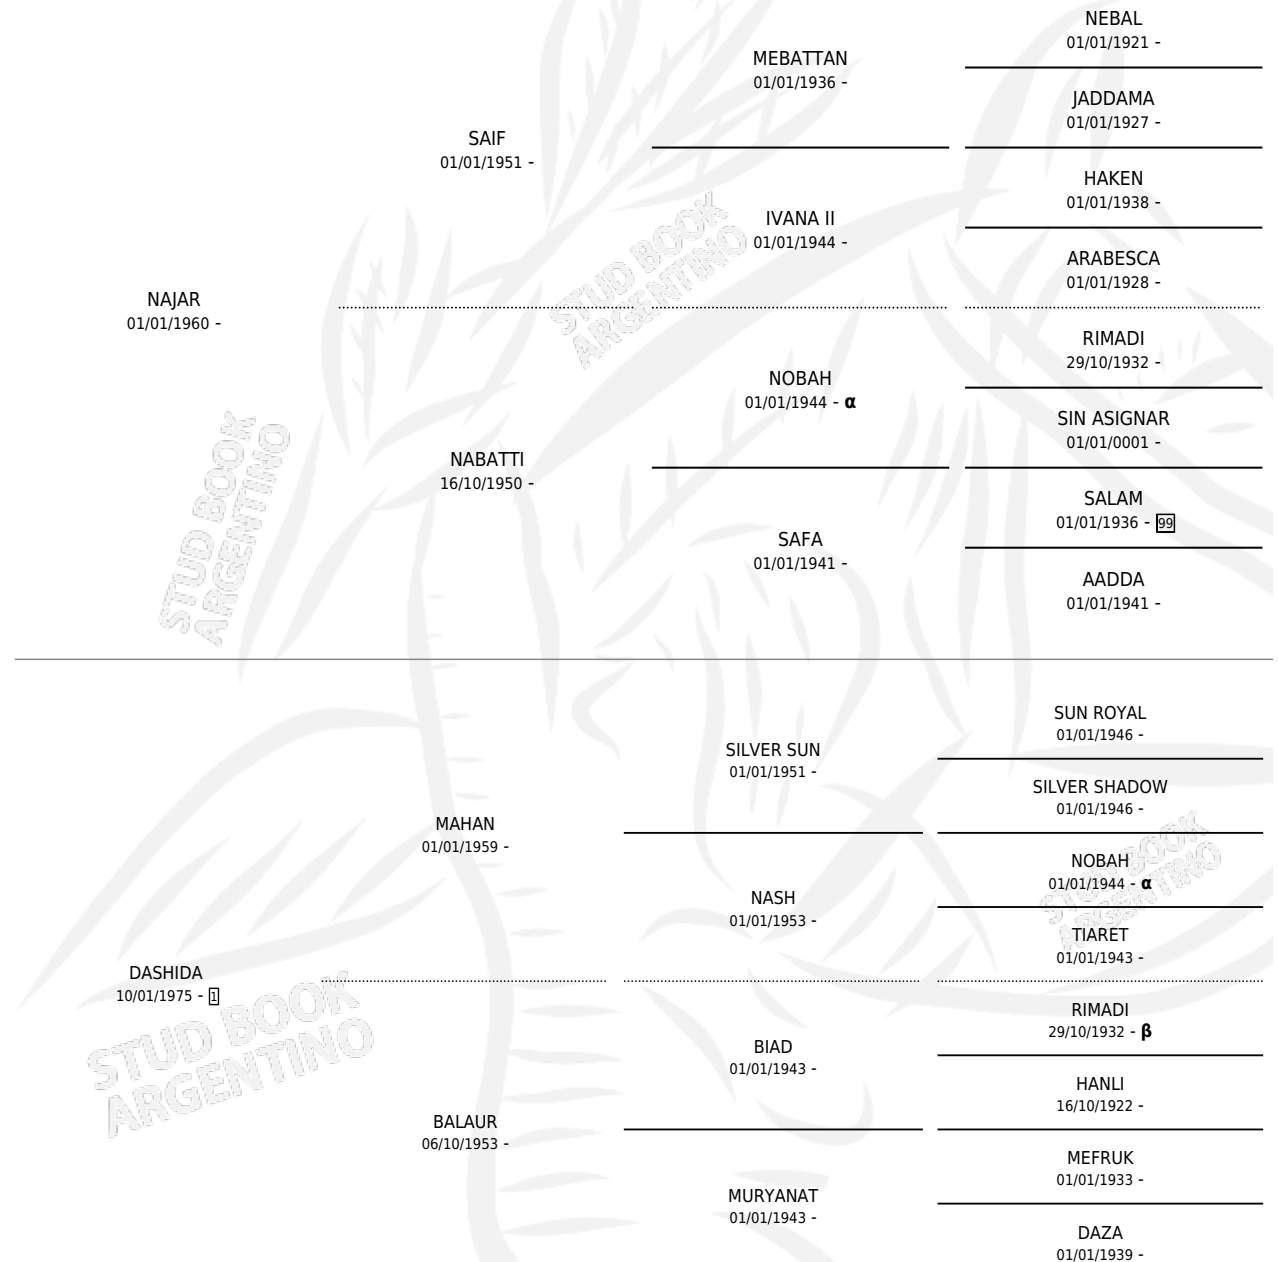 NEBAL
01/01/1921 -
MEBATTAN
01/01/1936 -
JADDAMA
01/01/1927 -
SAIF
01/01/1951 -
HAKEN
01/01/1938 -
IVANA II
01/01/1944 -
ARABESCA
01/01/1928 -
NAJAR
01/01/1960 -
RIMADI
29/10/1932 -
NOBAH
01/01/1944 - α
SIN ASIGNAR
01/01/0001 -
NABATTI
16/10/1950 -
SALAM
01/01/1936 - 99
SAFA
01/01/1941 -
AADDA
01/01/1941 -
STUD BOOK
ARGENTINO
STUD BOOK
ARGENTINO
SUN ROYAL
01/01/1946 -
SILVER SUN
01/01/1951 -
SILVER SHADOW
01/01/1946 -
MAHAN
01/01/1959 -
NOBAH
01/01/1944 - α
NASH
01/01/1953 -
TIARET
01/01/1943 -
DASHIDA
10/01/1975 - 1
RIMADI
29/10/1932 - β
BIAD
01/01/1943 -
HANLI
16/10/1922 -
BALAUR
06/10/1953 -
MEFRUK
01/01/1933 -
MURYANAT
01/01/1943 -
DAZA
01/01/1939 -
STUD BOOK
ARGENTINO
STUD BOOK
ARGENTINO